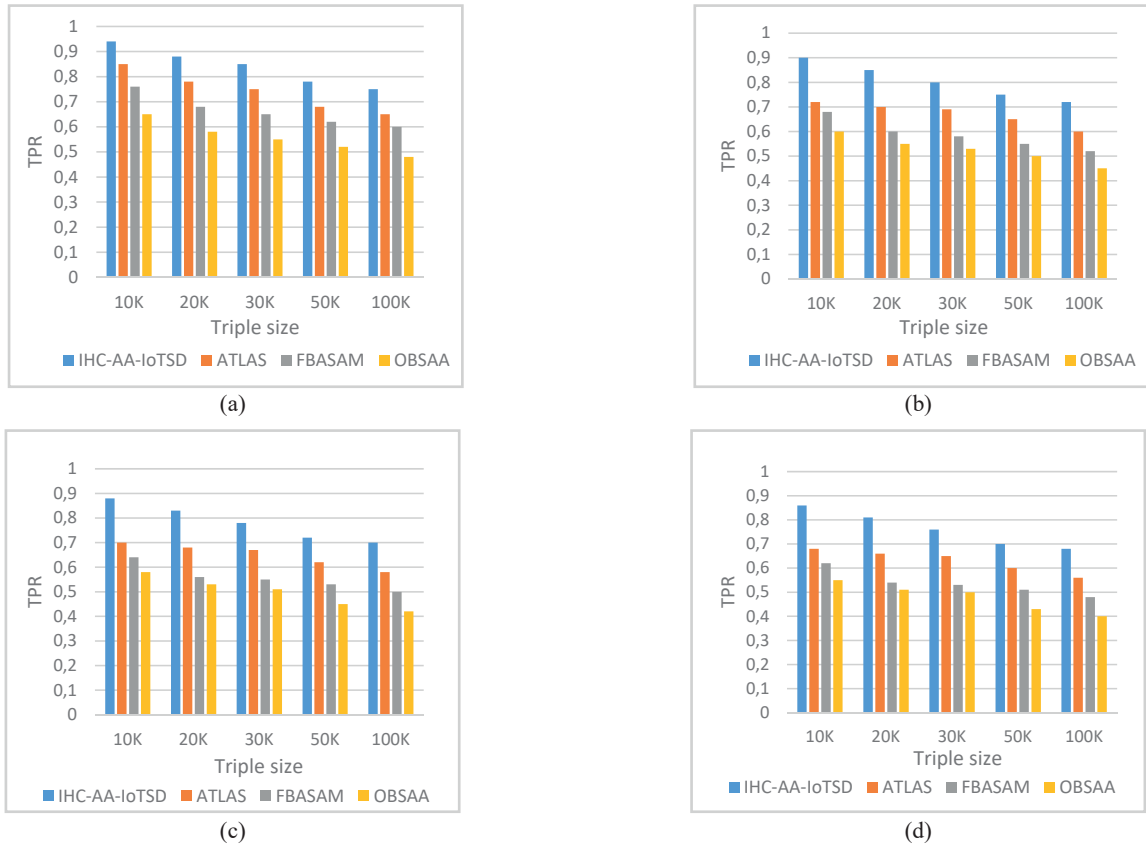 1
0,9
0,8
0,7
0,6
0,5
0,4
0,3
0,2
0,1
0
TPR
10K 20K 30K 50K 100K
Triple size
IHC-AA-IoTSD ATLAS FBASAM OBSAA
(a)
1
0,9
0,8
0,7
0,6
0,5
0,4
0,3
0,2
0,1
0
TPR
10K 20K 30K 50K 100K
Triple size
IHC-AA-IoTSD ATLAS FBASAM OBSAA
(b)
1
0,9
0,8
0,7
0,6
0,5
0,4
0,3
0,2
0,1
0
TPR
10K 20K 30K 50K 100K
Triple size
IHC-AA-IoTSD ATLAS FBASAM OBSAA
(c)
1
0,9
0,8
0,7
0,6
0,5
0,4
0,3
0,2
0,1
0
TPR
10K 20K 30K 50K 100K
Triple size
IHC-AA-IoTSD ATLAS FBASAM OBSAA
(d)